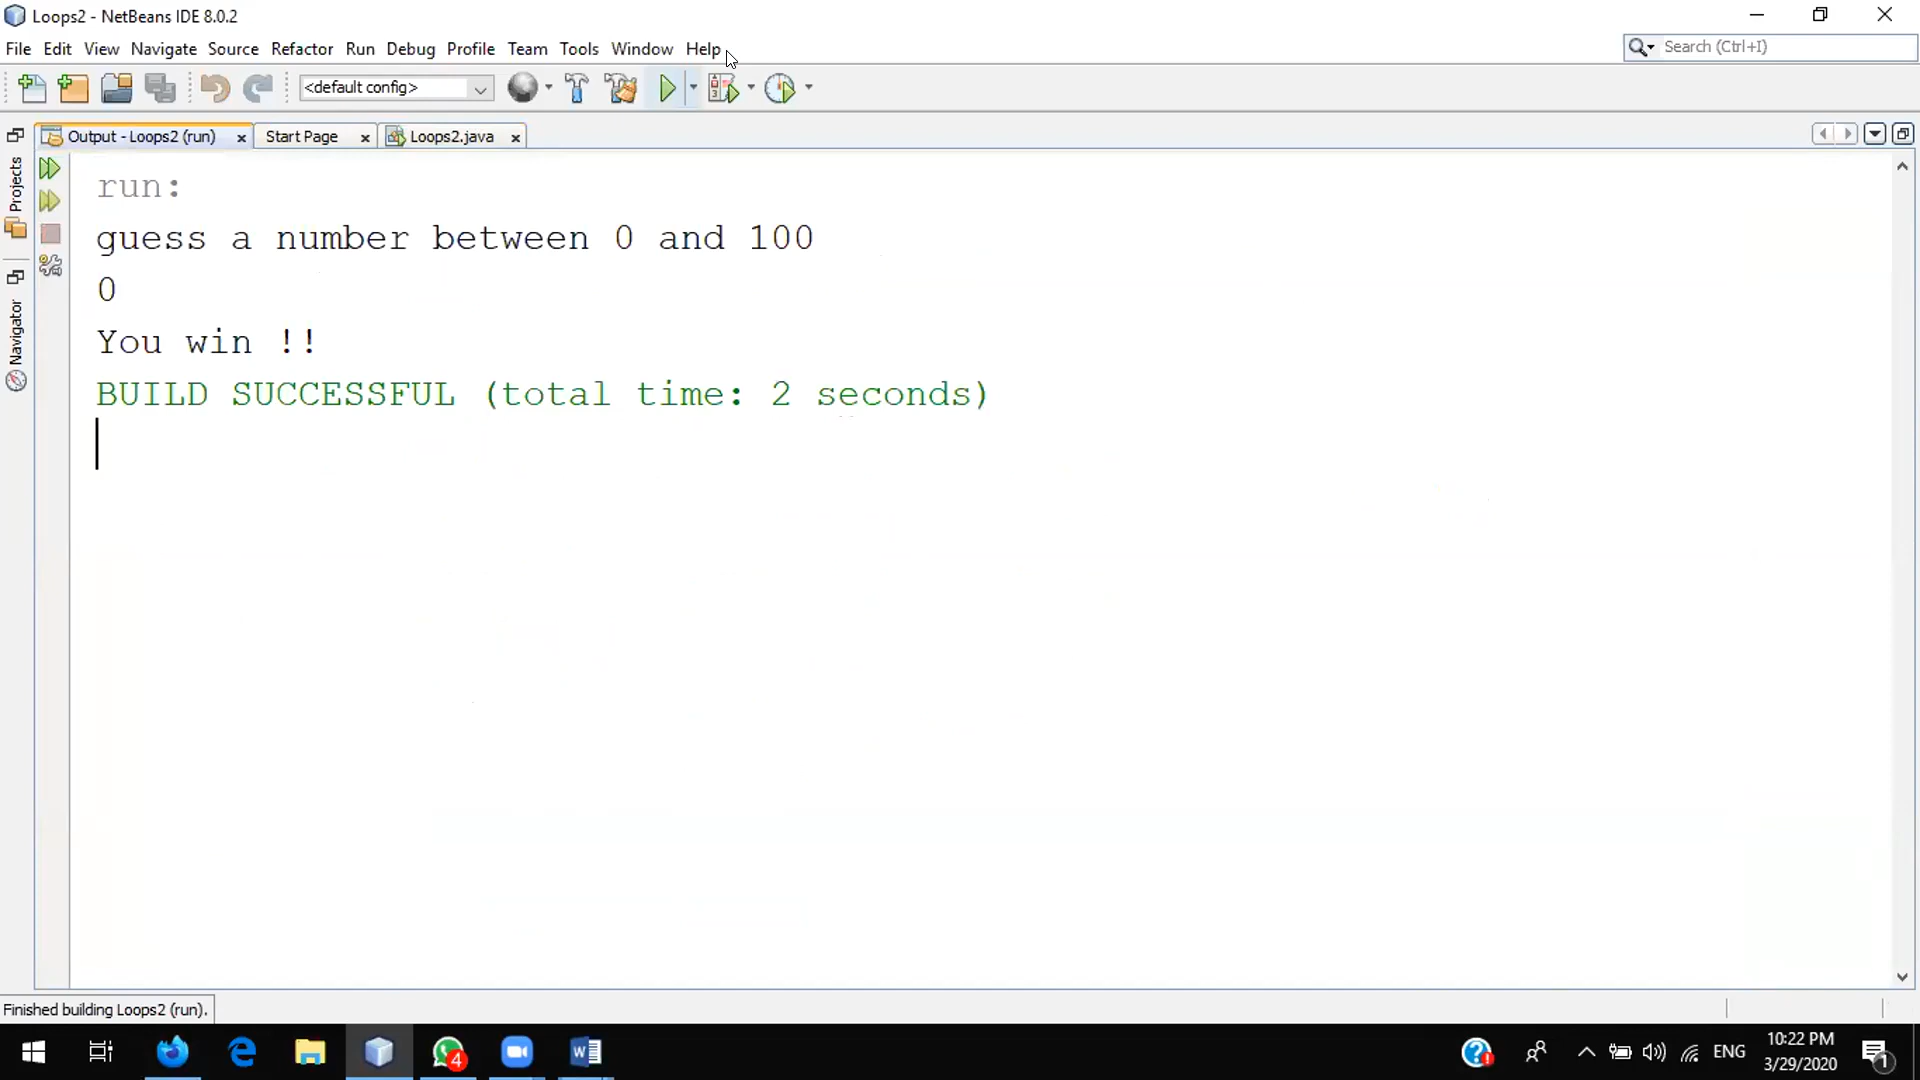 Loops2 - NetBeans IDE 8.0.2
File Edit View Navigate Source Refactor Run Debug Profile Team Tools Window Help
Search (Ctrl+I)
<default config>
Output - Loops2 (run)
Start Page
Loops2.java
Projects
Navigator
run:
guess a number between 0 and 100
0
You win !!
BUILD SUCCESSFUL (total time: 2 seconds)
Finished building Loops2 (run).
4
ENG
10:22 PM
3/29/2020
1